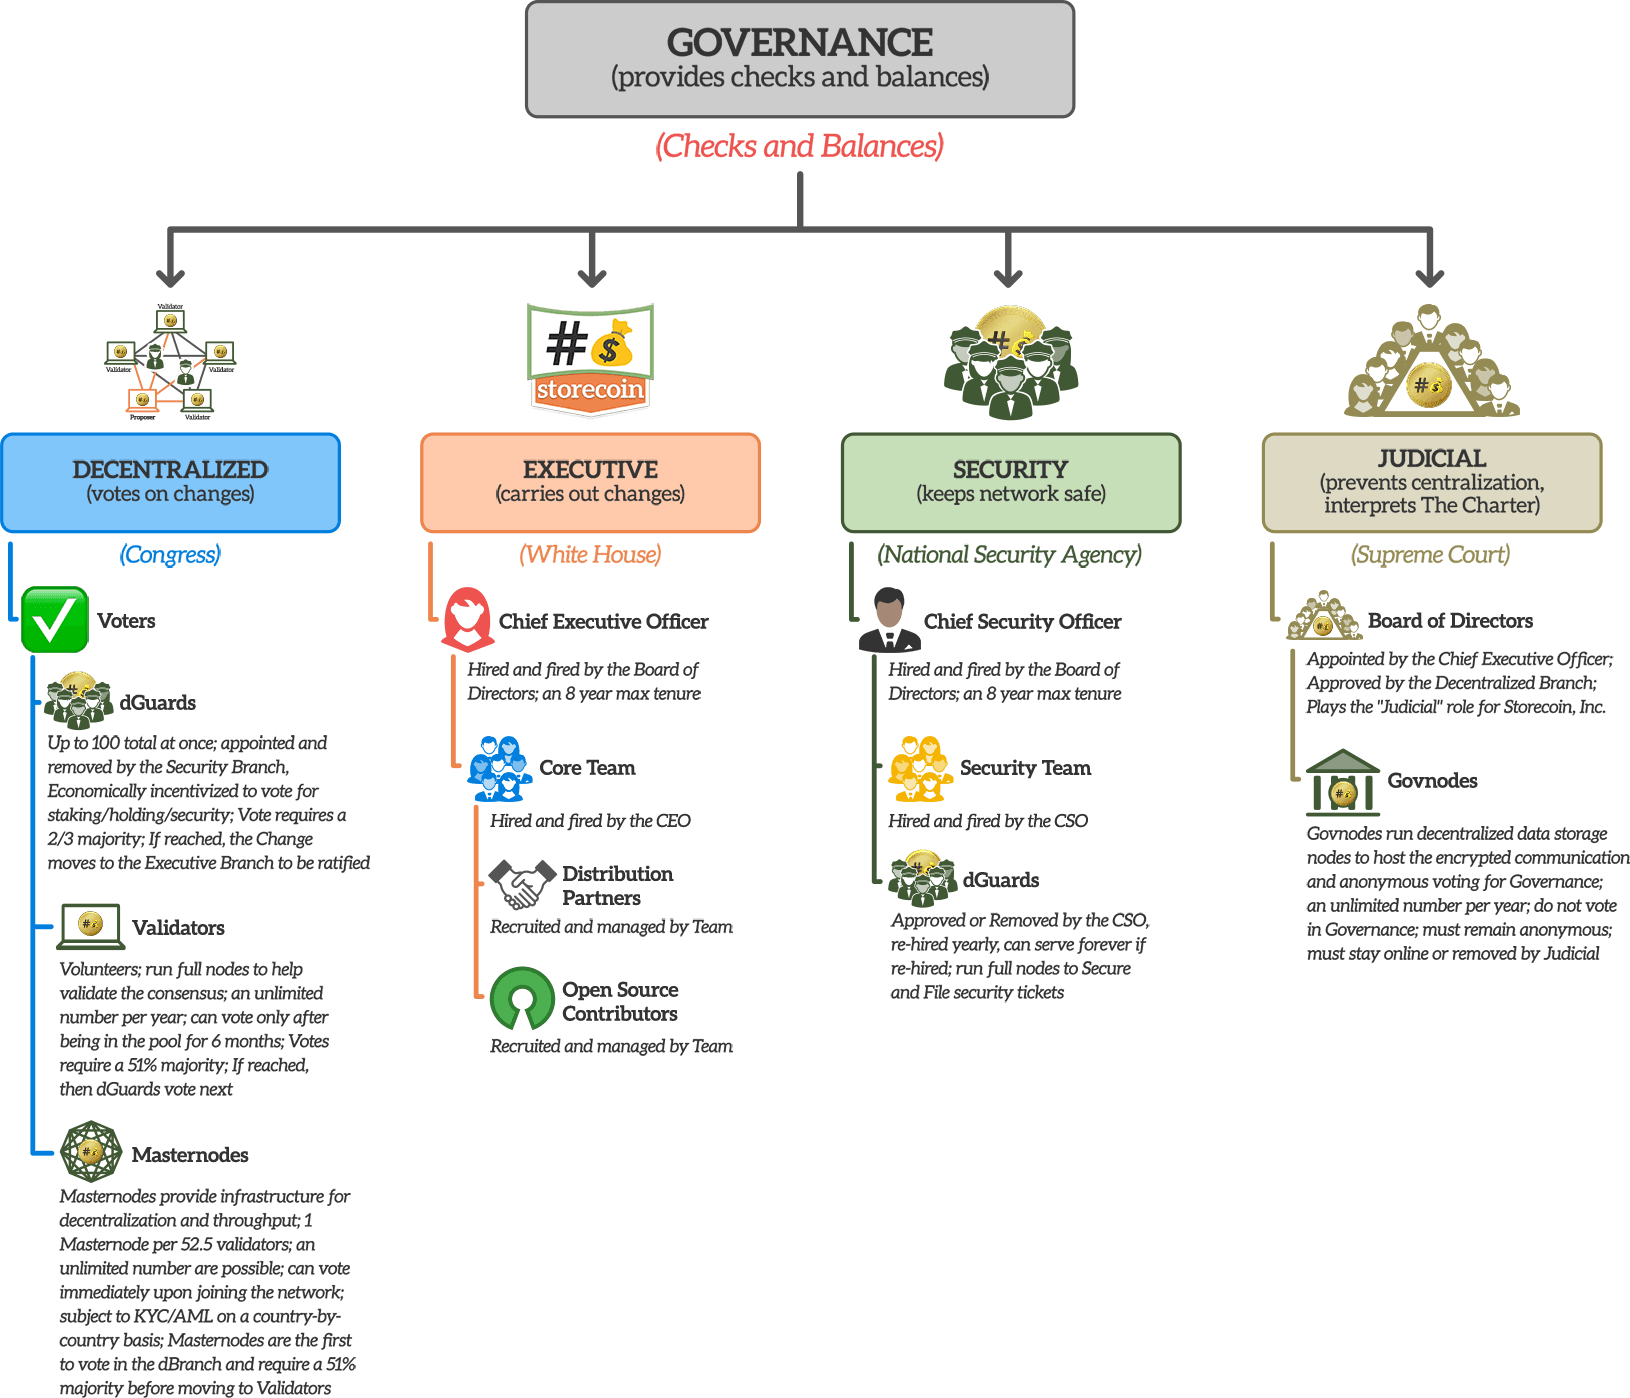 GOVERNANCE
(provides checks and balances)
(Checks and Balances)
Validator
Validator
Validator
Proposer
Validator
DECENTRALIZED
(votes on changes)
(Congress)
Voters
dGuards
Up to 100 total at once; appointed and
removed by the Security Branch,
Economically incentivized to vote for
staking/holding/security; Vote requires a
2/3 majority; If reached, the Change
moves to the Executive Branch to be ratified
Validators
Volunteers; run full nodes to help
validate the consensus; an unlimited
number per year; can vote only after
being in the pool for 6 months; Votes
require a 51% majority; If reached,
then dGuards vote next
Masternodes
Masternodes provide infrastructure for
decentralization and throughput; 1
Masternode per 52.5 validators; an
unlimited number are possible; can vote
immediately upon joining the network;
subject to KYC/AML on a country-by-
country basis; Masternodes are the first
to vote in the dBranch and require a 51%
majority before moving to Validators
#$
storecoin
EXECUTIVE
(carries out changes)
(White House)
Chief Executive Officer
Hired and fired by the Board of
Directors; an 8 year max tenure
Core Team
Hired and fired by the CEO
Distribution
Partners
Recruited and managed by Team
Open Source
Contributors
Recruited and managed by Team
SECURITY
(keeps network safe)
(National Security Agency)
Chief Security Officer
Hired and fired by the Board of
Directors; an 8 year max tenure
Security Team
Hired and fired by the CSO
dGuards
Approved or Removed by the CSO,
re-hired yearly, can serve forever if
re-hired; run full nodes to Secure
and File security tickets
JUDICIAL
(prevents centralization,
interprets The Charter)
(Supreme Court)
Board of Directors
Appointed by the Chief Executive Officer;
Approved by the Decentralized Branch;
Plays the "Judicial" role for Storecoin, Inc.
Govnodes
Govnodes run decentralized data storage
nodes to host the encrypted communication
and anonymous voting for Governance;
an unlimited number per year; do not vote
in Governance; must remain anonymous;
must stay online or removed by Judicial